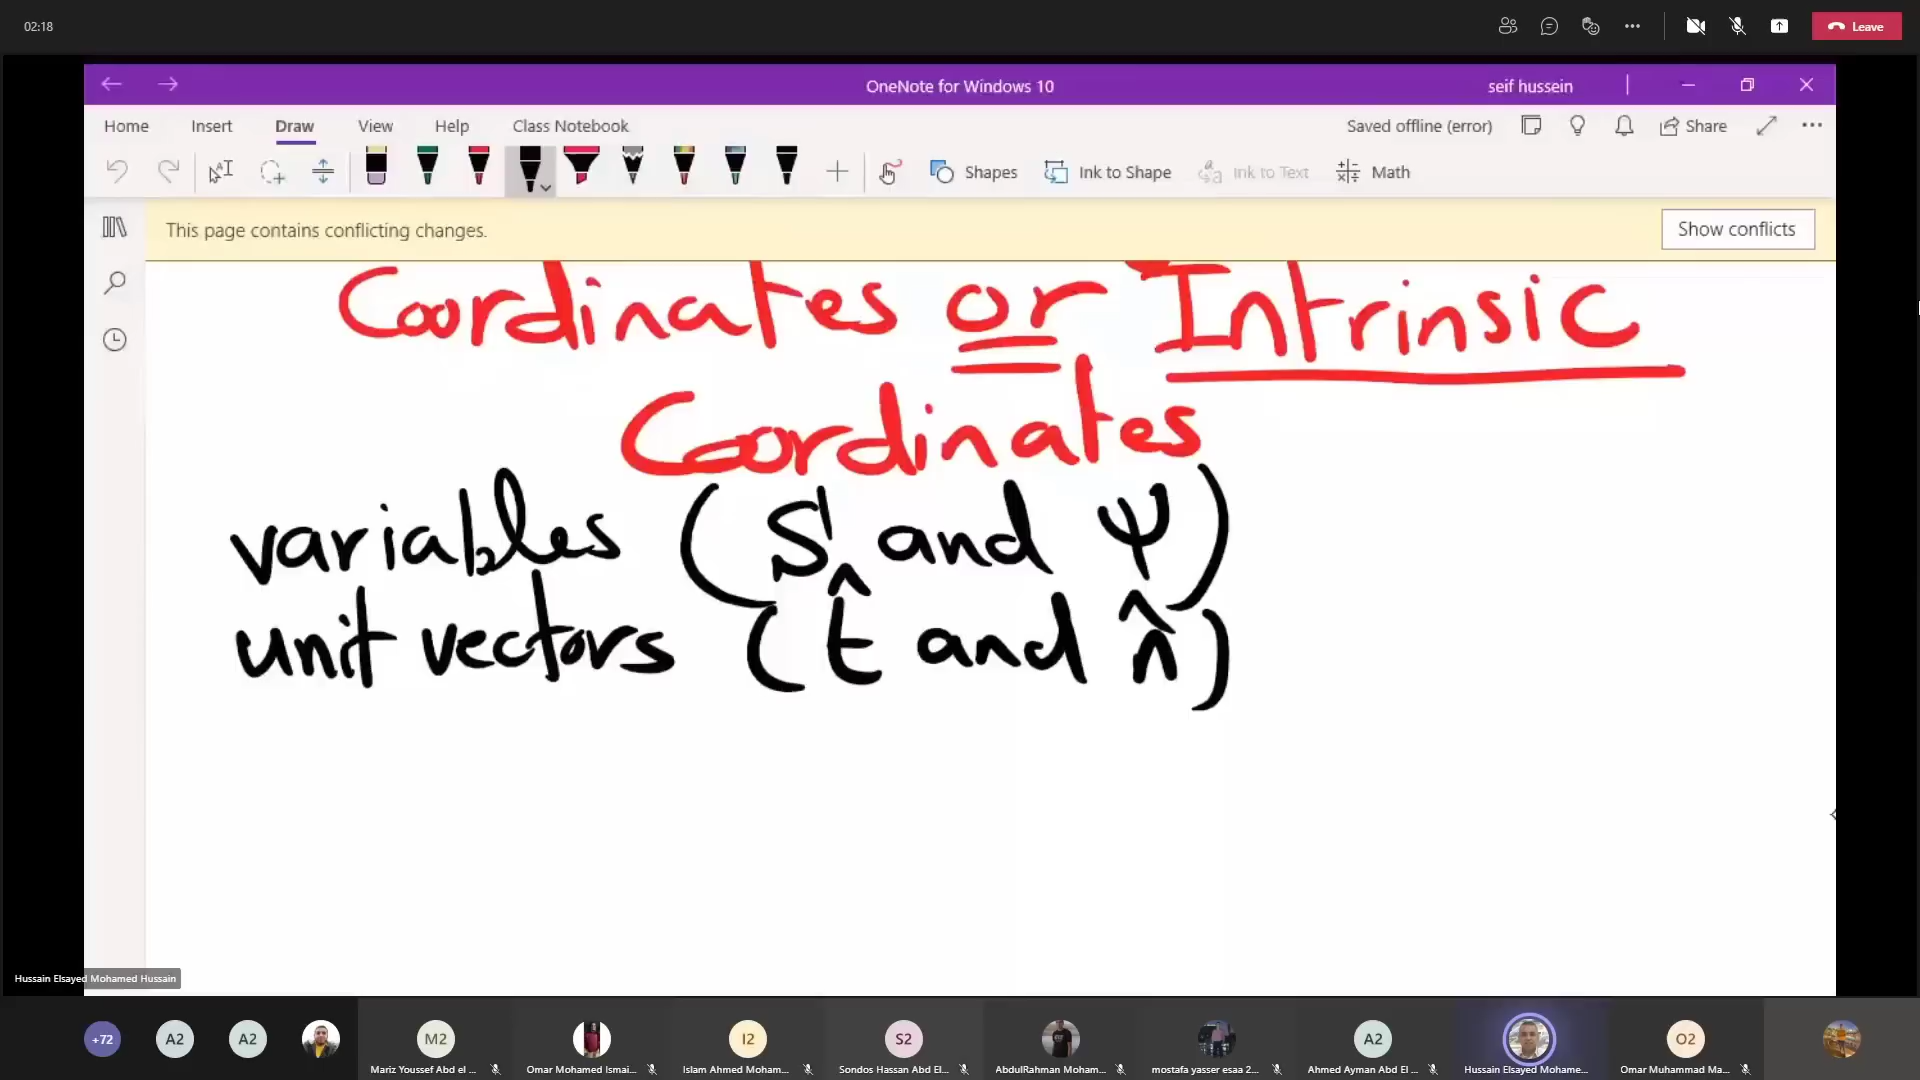 02:18
Leave
OneNote for Windows 10
seif hussein
Home Insert Draw View Help Class Notebook
Saved offline (error)
Share
Shapes
Ink to Shape
Ink to Text
Math
This page contains conflicting changes.
Show conflicts
Coordinates or Intrinsic
Coordinates
variables (S and Ψ)
unit vectors (t̂ and n̂)
Hussain Elsayed Mohamed Hussain
+72
A2
A2
M2
I2
S2
A2
O2
Mariz Youssef Abd el ...
Omar Mohamed Ismai...
Islam Ahmed Moham...
Sondos Hassan Abd El...
AbdulRahman Moham...
mostafa yasser esaa 2...
Ahmed Ayman Abd El ...
Hussain Elsayed Mohame...
Omar Muhammad Ma...